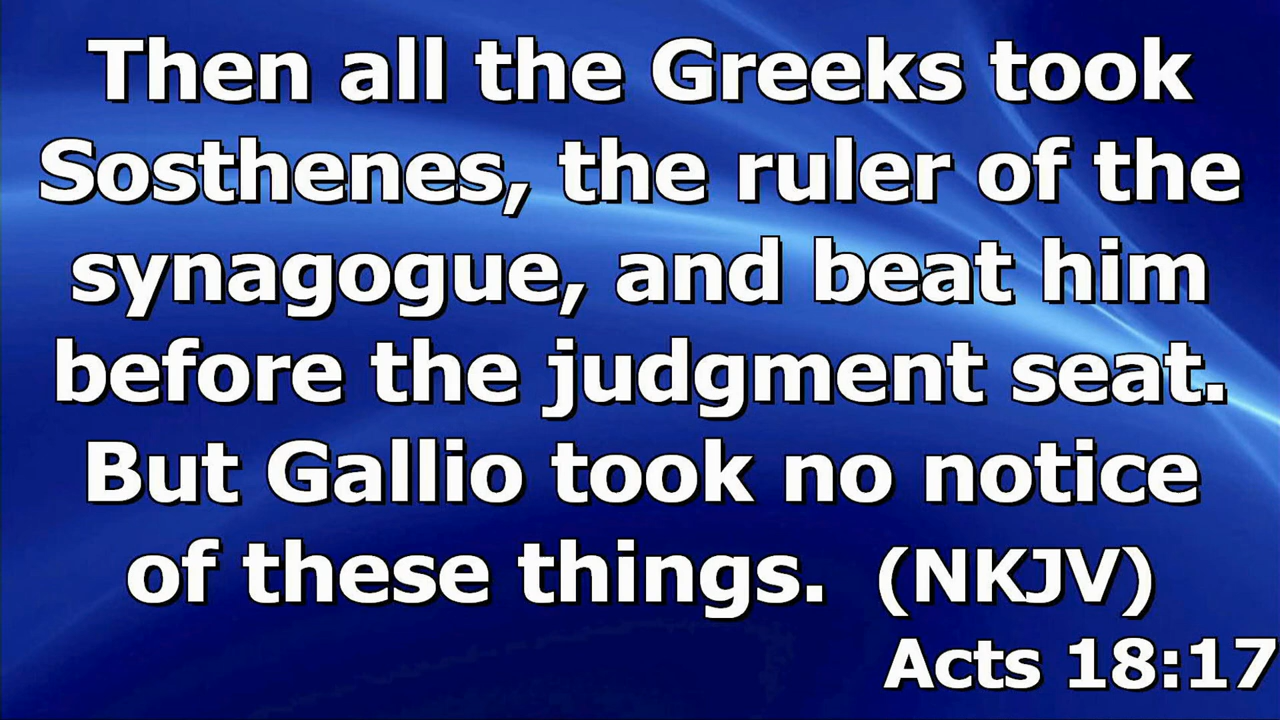 Then all the Greeks took
Sosthenes, the ruler of the
synagogue, and beat him
before the judgment seat.
But Gallio took no notice
of these things. (NKJV)
Acts 18:17